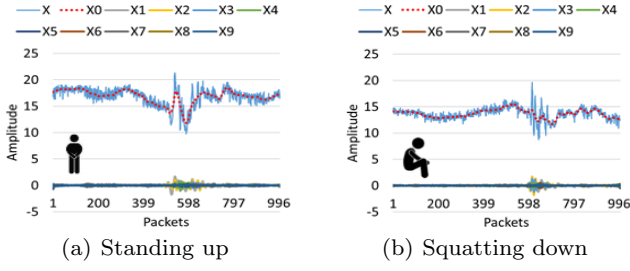 X X0 X1 X2 X3 X4
X5 X6 X7 X8 X9
25
20
15
10
5
0
-5
Amplitude
1 200 399 598 797 996
Packets
(a) Standing up
X X0 X1 X2 X3 X4
X5 X6 X7 X8 X9
25
20
15
10
5
0
-5
Amplitude
1 200 399 598 797 996
Packets
(b) Squatting down